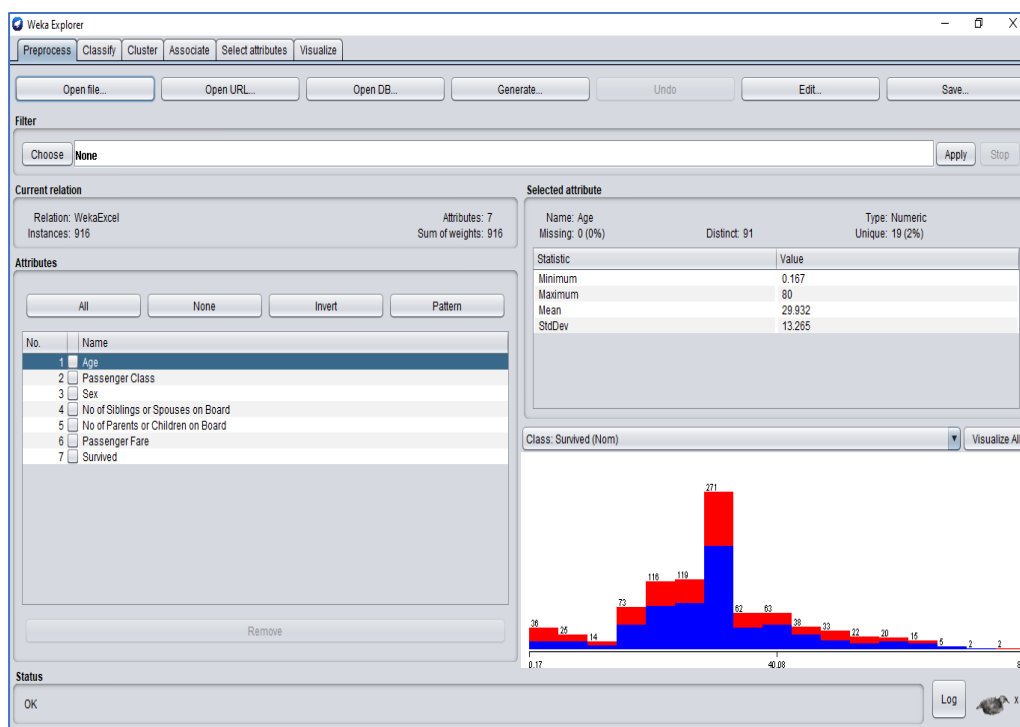 Weka Explorer
Preprocess Classify Cluster Associate Select attributes Visualize
Open file... Open URL... Open DB... Generate... Undo Edit... Save...
Filter
Choose None Apply Stop
Current relation
Relation: WekaExcel Attributes: 7
Instances: 916 Sum of weights: 916
Attributes
All None Invert Pattern
No. Name
1 Age
2 Passenger Class
3 Sex
4 No of Siblings or Spouses on Board
5 No of Parents or Children on Board
6 Passenger Fare
7 Survived
Remove
Selected attribute
Name: Age Type: Numeric
Missing: 0 (0%) Distinct: 91 Unique: 19 (2%)
Statistic Value
Minimum 0.167
Maximum 80
Mean 29.932
StdDev 13.265
Class: Survived (Nom) Visualize All
36 25 14 73 116 119 271 62 63 38 33 22 20 15 5 2 2
0.17 40.08 8
Status
OK Log x